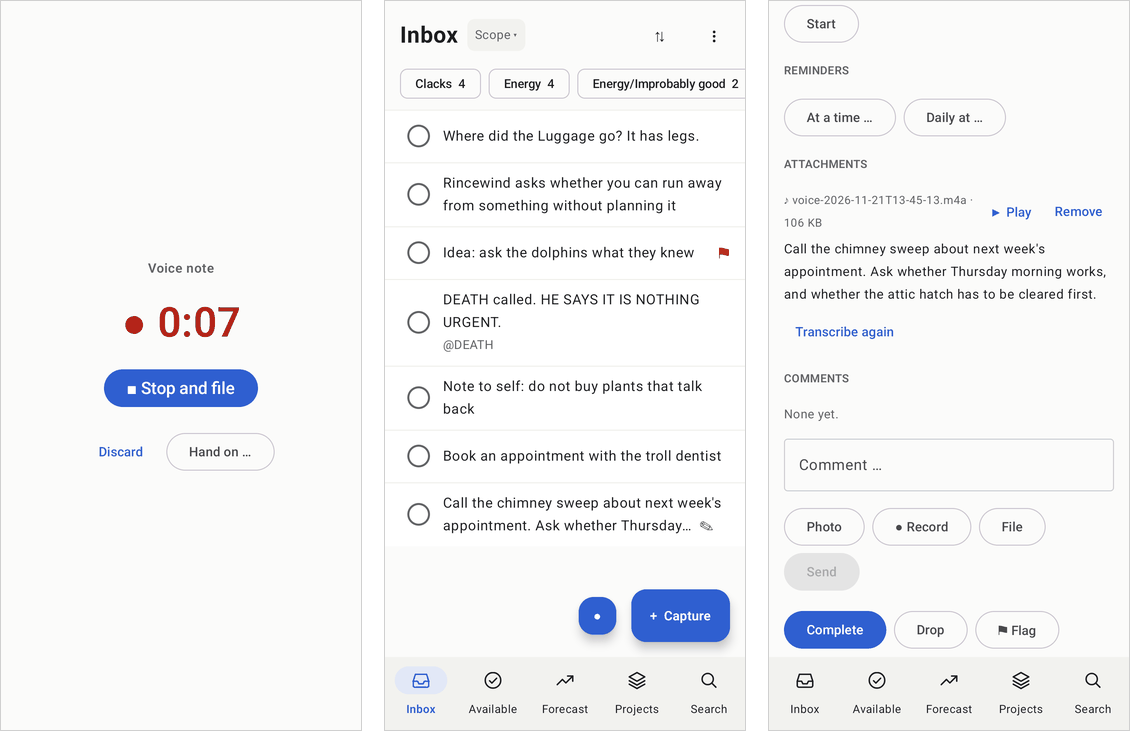 Voice note
0:07
■ Stop and file
Discard
Hand on …
Inbox
Scope
Clacks 4
Energy 4
Energy/Improbably good 2
Where did the Luggage go? It has legs.
Rincewind asks whether you can run away
from something without planning it
Idea: ask the dolphins what they knew
DEATH called. HE SAYS IT IS NOTHING
URGENT.
@DEATH
Note to self: do not buy plants that talk
back
Book an appointment with the troll dentist
Call the chimney sweep about next week's
appointment. Ask whether Thursday…
+ Capture
Inbox
Available
Forecast
Projects
Search
Start
REMINDERS
At a time …
Daily at …
ATTACHMENTS
♪ voice-2026-11-21T13-45-13.m4a ·
106 KB
▶ Play
Remove
Call the chimney sweep about next week's
appointment. Ask whether Thursday morning works,
and whether the attic hatch has to be cleared first.
Transcribe again
COMMENTS
None yet.
Comment …
Photo
● Record
File
Send
Complete
Drop
⚑ Flag
Inbox
Available
Forecast
Projects
Search